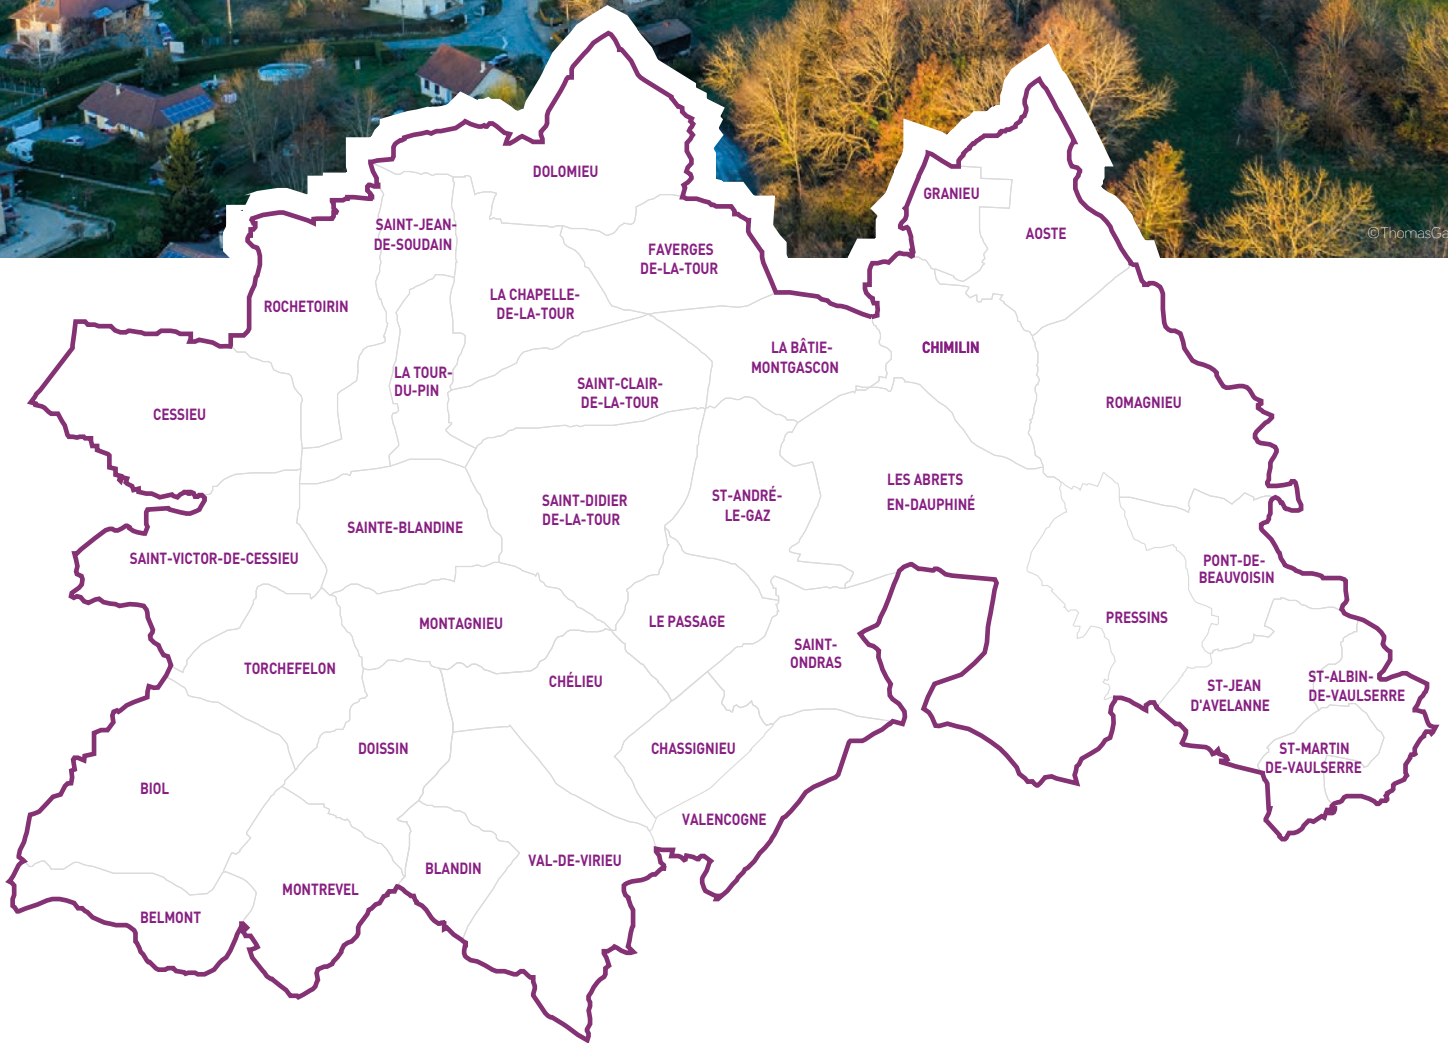 DOLOMIEU
GRANIEU
SAINT-JEAN-
DE-SOUDAIN
AOSTE
©ThomasGa
FAVERGES
DE-LA-TOUR
ROCHETOIRIN
LA CHAPELLE-
DE-LA-TOUR
LA BÂTIE-
MONTGASCON
CHIMILIN
LA TOUR-
DU-PIN
SAINT-CLAIR-
DE-LA-TOUR
CESSIEU
ROMAGNIEU
LES ABRETS
EN-DAUPHINÉ
SAINT-DIDIER
DE-LA-TOUR
ST-ANDRÉ-
LE-GAZ
SAINTE-BLANDINE
SAINT-VICTOR-DE-CESSIEU
PONT-DE-
BEAUVOISIN
MONTAGNIEU
LE PASSAGE
PRESSINS
SAINT-
ONDRAS
TORCHEFELON
CHÉLIEU
ST-JEAN
D'AVELANNE
ST-ALBIN-
DE-VAULSERRE
DOISSIN
CHASSIGNIEU
ST-MARTIN
DE-VAULSERRE
BIOL
VALENCOGNE
BLANDIN
VAL-DE-VIRIEU
MONTREVEL
BELMONT